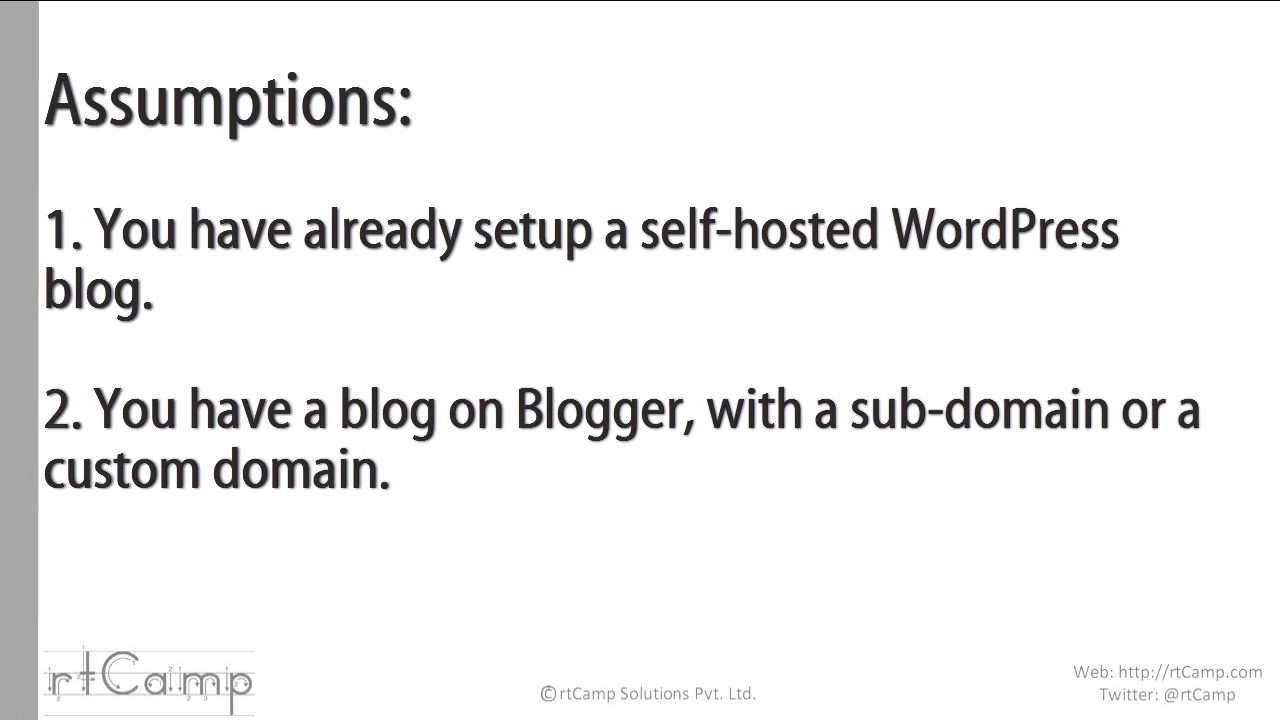 Assumptions:
1. You have already setup a self-hosted WordPress
blog.
2. You have a blog on Blogger, with a sub-domain or a
custom domain.
rtCamp
©rtCamp Solutions Pvt. Ltd.
Web: http://rtCamp.com
Twitter: @rtCamp